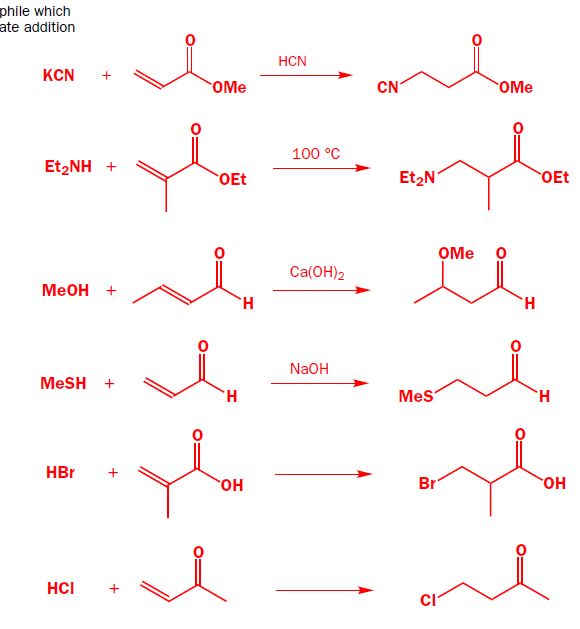 phile which
ate addition
KCN + O OMe HCN CN O OMe
Et₂NH + O OEt 100 °C Et₂N O OEt
MeOH + O H Ca(OH)₂ OMe O H
MeSH + O H NaOH MeS O H
HBr + O OH Br O OH
HCl + O Cl O